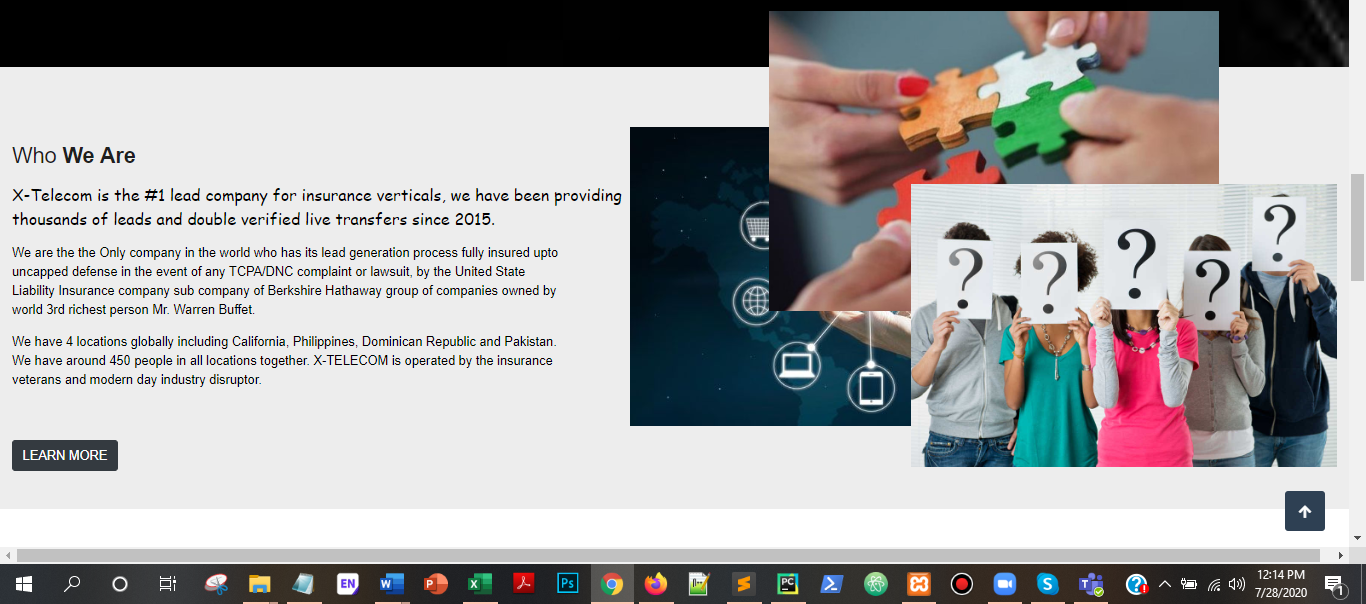 Who We Are
X-Telecom is the #1 lead company for insurance verticals, we have been providing
thousands of leads and double verified live transfers since 2015.
We are the the Only company in the world who has its lead generation process fully insured upto
uncapped defense in the event of any TCPA/DNC complaint or lawsuit, by the United State
Liability Insurance company sub company of Berkshire Hathaway group of companies owned by
world 3rd richest person Mr. Warren Buffet.
We have 4 locations globally including California, Philippines, Dominican Republic and Pakistan.
We have around 450 people in all locations together. X-TELECOM is operated by the insurance
veterans and modern day industry disruptor.
LEARN MORE
? ? ? ? ?
EN
W
P
X
Ps
PC
S
T
?
12:14 PM
7/28/2020
1